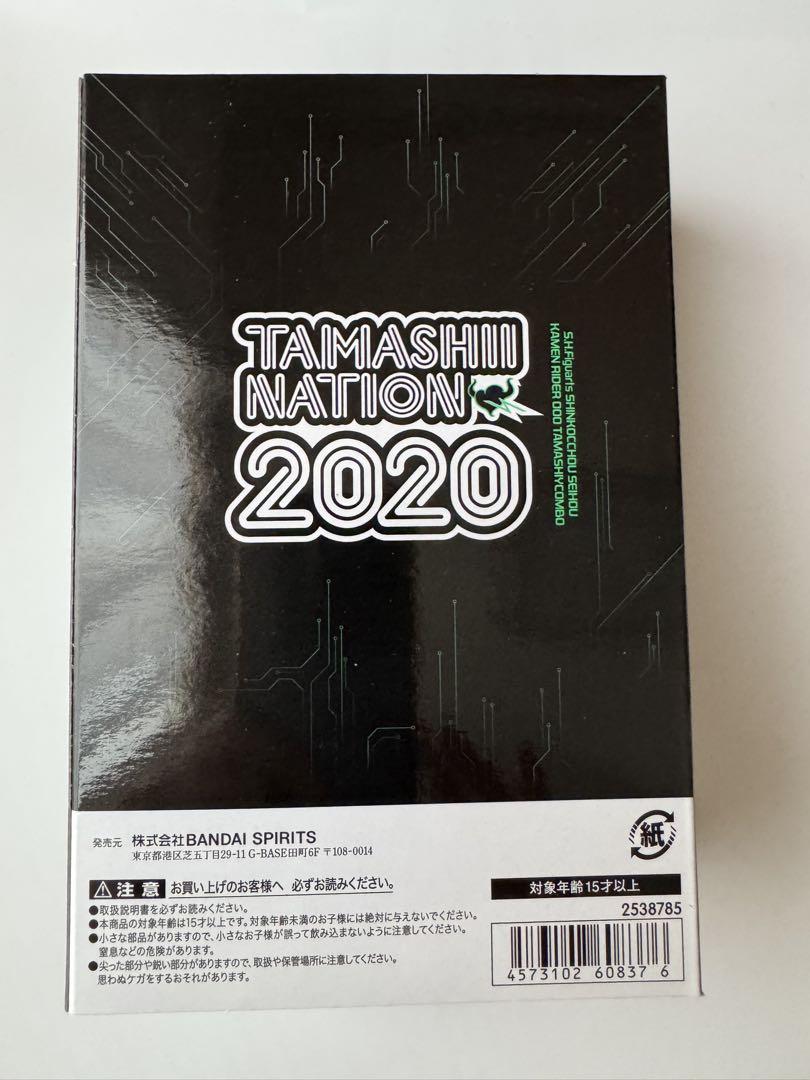 TAMASHII
NATION
2020
S.H.Figuarts SHINKOCCHOU SEIHOU
KAMEN RIDER OOO TAMASHIYCOMBO
発売元 株式会社BANDAI SPIRITS
東京都港区芝五丁目29-11 G-BASE田町6F 〒108-0014
紙
注意 お買い上げのお客様へ 必ずお読みください。
●取扱説明書を必ずお読みください。
●本商品の対象年齢は15才以上です。対象年齢未満のお子様には絶対に与えないでください。
●小さな部品がありますので、小さなお子様が誤って飲み込まないように注意してください。
窒息などの危険があります。
●尖った部分や鋭い部分がありますので、取扱や保管場所に注意してください。
思わぬケガをするおそれがあります。
対象年齢15才以上
2538785
4573102 608376